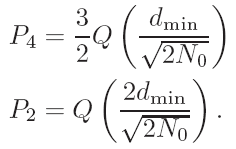 $P_4 = \frac{3}{2} Q \left( \frac{d_{\min}}{\sqrt{2N_0}} \right)$
$P_2 = Q \left( \frac{2d_{\min}}{\sqrt{2N_0}} \right).$